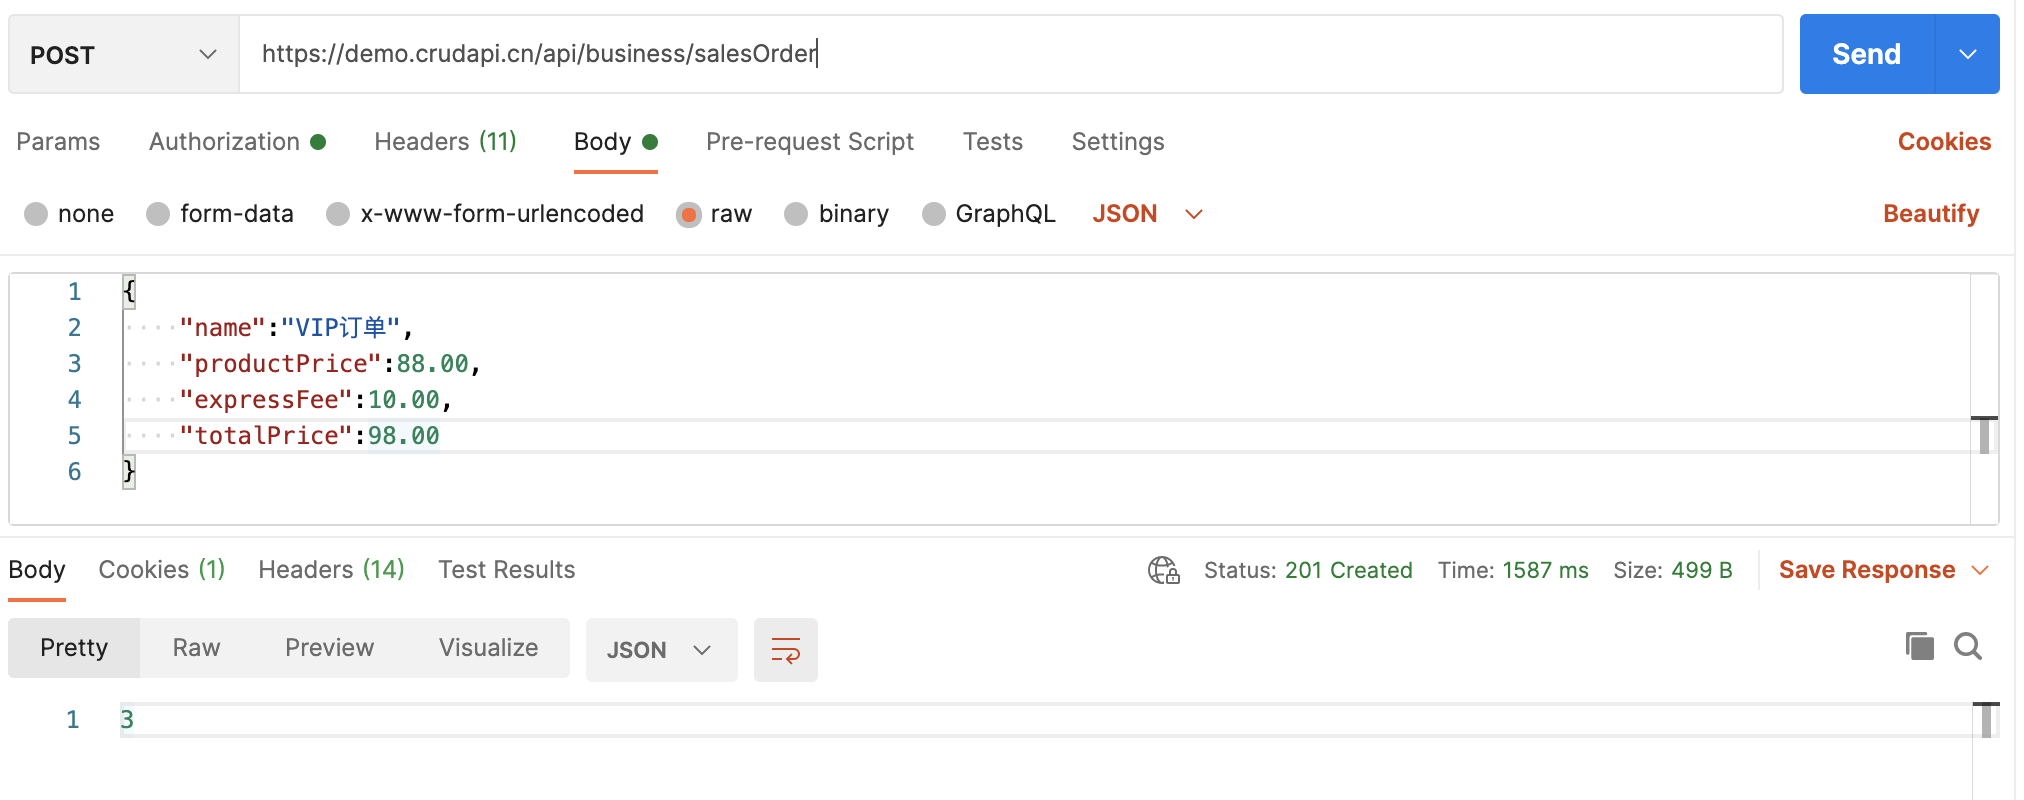 POST https://demo.crudapi.cn/api/business/salesOrder Send
Params Authorization Headers (11) Body Pre-request Script Tests Settings Cookies
none form-data x-www-form-urlencoded raw binary GraphQL JSON Beautify
1 {
2 "name":"VIP订单",
3 "productPrice":88.00,
4 "expressFee":10.00,
5 "totalPrice":98.00
6 }
Body Cookies (1) Headers (14) Test Results Status: 201 Created Time: 1587 ms Size: 499 B Save Response
Pretty Raw Preview Visualize JSON
1 3